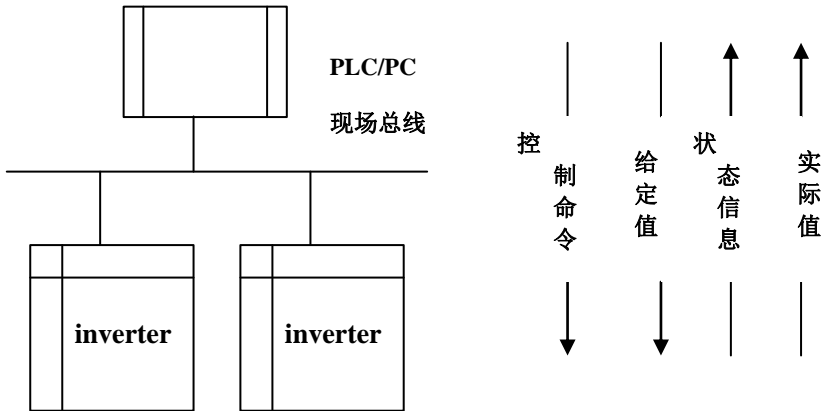 PLC/PC
现场总线
控制命令
给定值
状态信息
实际值
inverter
inverter